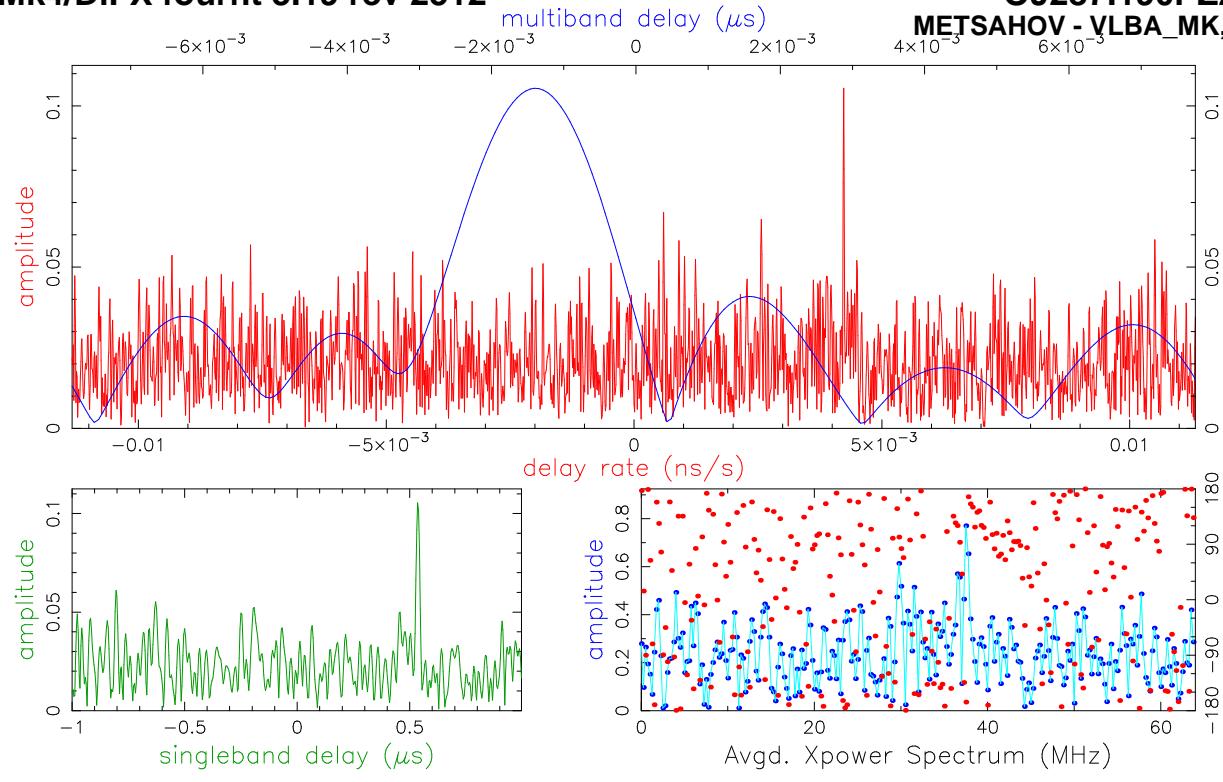 multiband delay (μs)
METSAHOV - VLBA_MK,
−6×10⁻³ −4×10⁻³ −2×10⁻³ 0 2×10⁻³ 4×10⁻³ 6×10⁻³
amplitude
0 0.05 0.1
0 0.05 0.1
−0.01 −5×10⁻³ 0 5×10⁻³ 0.01
delay rate (ns/s)
amplitude
0 0.05 0.1
−1 −0.5 0 0.5
singleband delay (μs)
amplitude
0 0.2 0.4 0.6 0.8
−180 −90 0 90 180
0 20 40 60
Avgd. Xpower Spectrum (MHz)